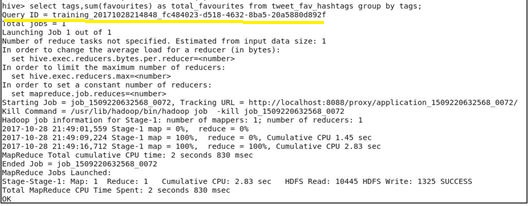 hive> select tags,sum(favourites) as total_favourites from tweet_fav_hashtags group by tags;
Query ID = training_20171028214848_fc484023-d518-4632-8ba5-20a5880d892f
Total jobs = 1
Launching Job 1 out of 1
Number of reduce tasks not specified. Estimated from input data size: 1
In order to change the average load for a reducer (in bytes):
  set hive.exec.reducers.bytes.per.reducer=<number>
In order to limit the maximum number of reducers:
  set hive.exec.reducers.max=<number>
In order to set a constant number of reducers:
  set mapreduce.job.reduces=<number>
Starting Job = job_1509220632568_0072, Tracking URL = http://localhost:8088/proxy/application_1509220632568_0072/
Kill Command = /usr/lib/hadoop/bin/hadoop job  -kill job_1509220632568_0072
Hadoop job information for Stage-1: number of mappers: 1; number of reducers: 1
2017-10-28 21:49:01,559 Stage-1 map = 0%,  reduce = 0%
2017-10-28 21:49:09,224 Stage-1 map = 100%,  reduce = 0%, Cumulative CPU 1.45 sec
2017-10-28 21:49:16,712 Stage-1 map = 100%,  reduce = 100%, Cumulative CPU 2.83 sec
MapReduce Total cumulative CPU time: 2 seconds 830 msec
Ended Job = job_1509220632568_0072
MapReduce Jobs Launched:
Stage-Stage-1: Map: 1  Reduce: 1   Cumulative CPU: 2.83 sec   HDFS Read: 10445 HDFS Write: 1325 SUCCESS
Total MapReduce CPU Time Spent: 2 seconds 830 msec
OK